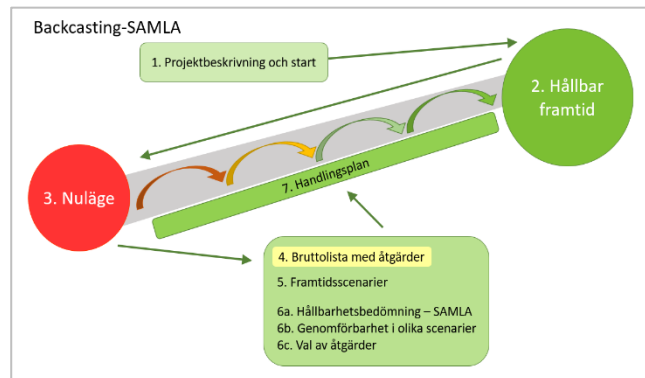 Backcasting-SAMLA
1. Projektbeskrivning och start
2. Hållbar
framtid
3. Nuläge
7. Handlingsplan
4. Bruttolista med åtgärder
5. Framtidsscenarier
6a. Hållbarhetsbedömning – SAMLA
6b. Genomförbarhet i olika scenarier
6c. Val av åtgärder